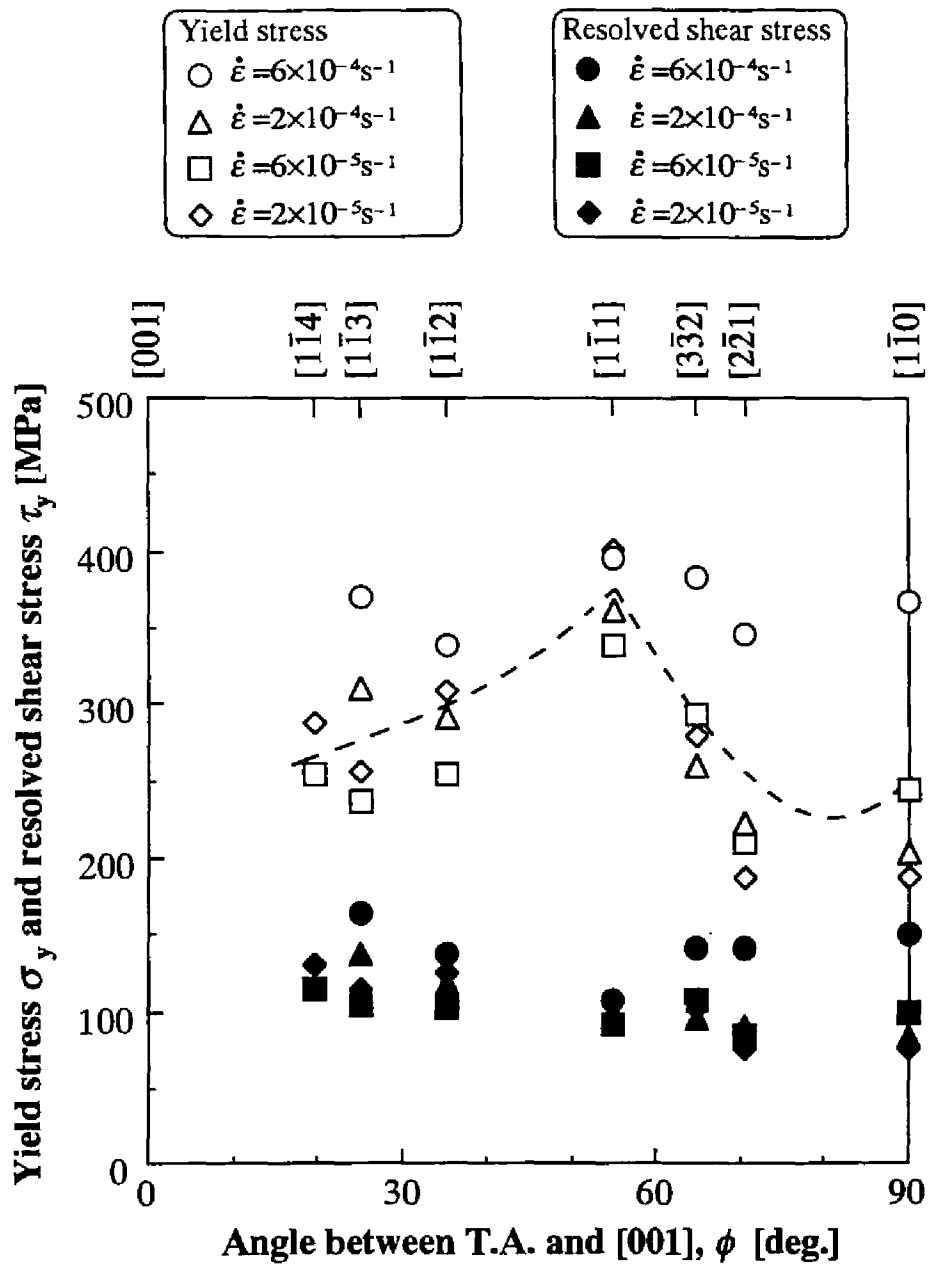 Yield stress
ε̇ =6×10⁻⁴s⁻¹
ε̇ =2×10⁻⁴s⁻¹
ε̇ =6×10⁻⁵s⁻¹
ε̇ =2×10⁻⁵s⁻¹
Resolved shear stress
ε̇ =6×10⁻⁴s⁻¹
ε̇ =2×10⁻⁴s⁻¹
ε̇ =6×10⁻⁵s⁻¹
ε̇ =2×10⁻⁵s⁻¹
[001]
[11̄4]
[11̄3]
[11̄2]
[11̄1]
[33̄2]
[22̄1]
[11̄0]
Yield stress σ_y and resolved shear stress τ_y [MPa]
500
400
300
200
100
0
0 30 60 90
Angle between T.A. and [001], ϕ [deg.]